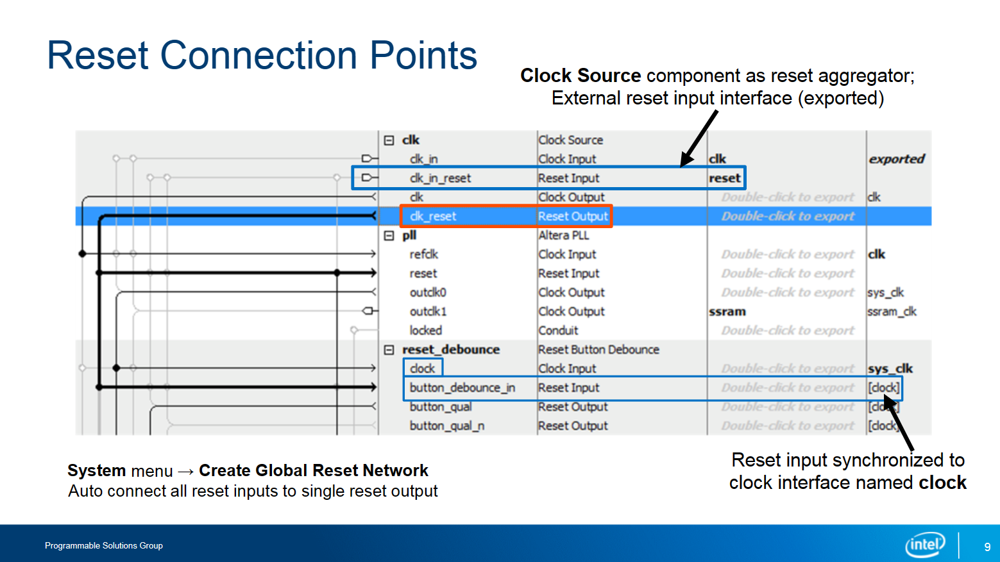 Reset Connection Points
Clock Source component as reset aggregator;
External reset input interface (exported)
clk Clock Source
clk_in Clock Input clk exported
clk_in_reset Reset Input reset
clk Clock Output Double-click to export clk
clk_reset Reset Output Double-click to export
pll Altera PLL
refclk Clock Input Double-click to export clk
reset Reset Input Double-click to export
outclk0 Clock Output Double-click to export sys_clk
outclk1 Clock Output ssram ssram_clk
locked Conduit Double-click to export
reset_debounce Reset Button Debounce
clock Clock Input Double-click to export sys_clk
button_debounce_in Reset Input Double-click to export [clock]
button_qual Reset Output Double-click to export [clock]
button_qual_n Reset Output Double-click to export [clock]
System menu → Create Global Reset Network
Auto connect all reset inputs to single reset output
Reset input synchronized to
clock interface named clock
Programmable Solutions Group
intel
9